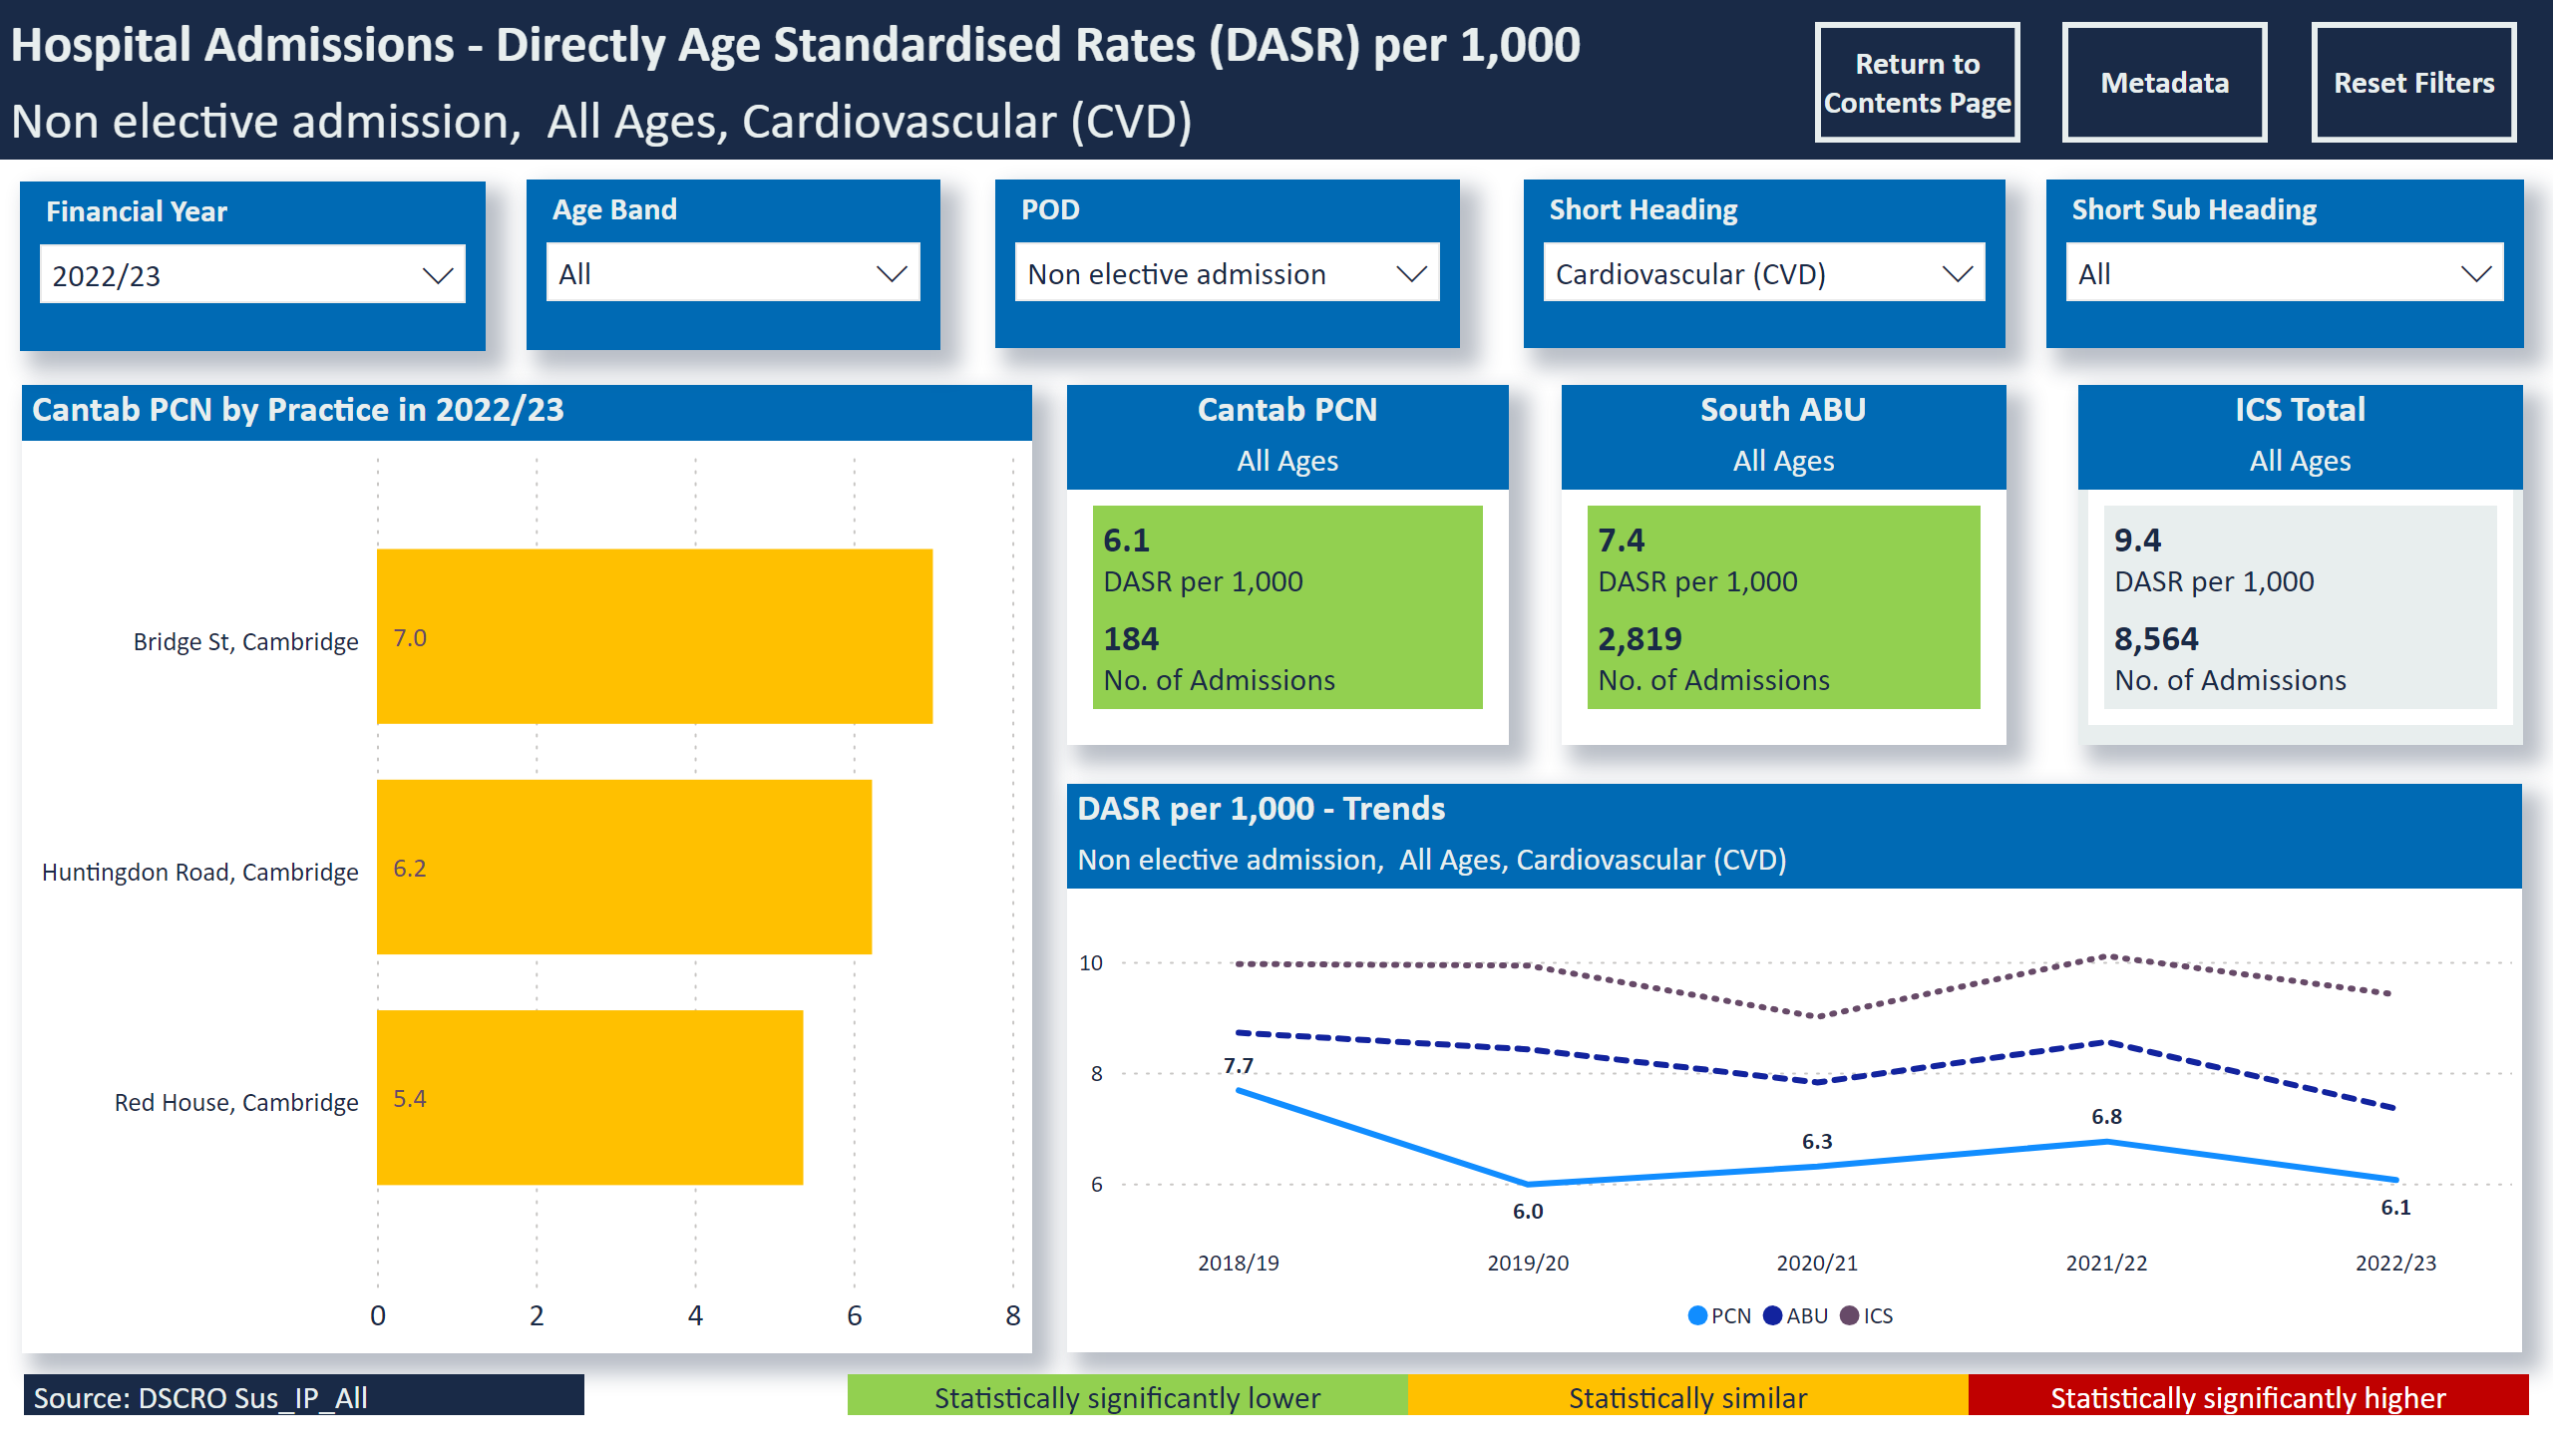 Hospital Admissions - Directly Age Standardised Rates (DASR) per 1,000
Non elective admission,  All Ages, Cardiovascular (CVD)
Return to
Contents Page
Metadata
Reset Filters
Financial Year
2022/23
Age Band
All
POD
Non elective admission
Short Heading
Cardiovascular (CVD)
Short Sub Heading
All
Cantab PCN by Practice in 2022/23
Bridge St, Cambridge
7.0
Huntingdon Road, Cambridge
6.2
Red House, Cambridge
5.4
0 2 4 6 8
Cantab PCN
All Ages
6.1
DASR per 1,000
184
No. of Admissions
South ABU
All Ages
7.4
DASR per 1,000
2,819
No. of Admissions
ICS Total
All Ages
9.4
DASR per 1,000
8,564
No. of Admissions
DASR per 1,000 - Trends
Non elective admission,  All Ages, Cardiovascular (CVD)
10
8
6
7.7
6.0
6.3
6.8
6.1
2018/19 2019/20 2020/21 2021/22 2022/23
PCN ABU ICS
Source: DSCRO Sus_IP_All
Statistically significantly lower
Statistically similar
Statistically significantly higher